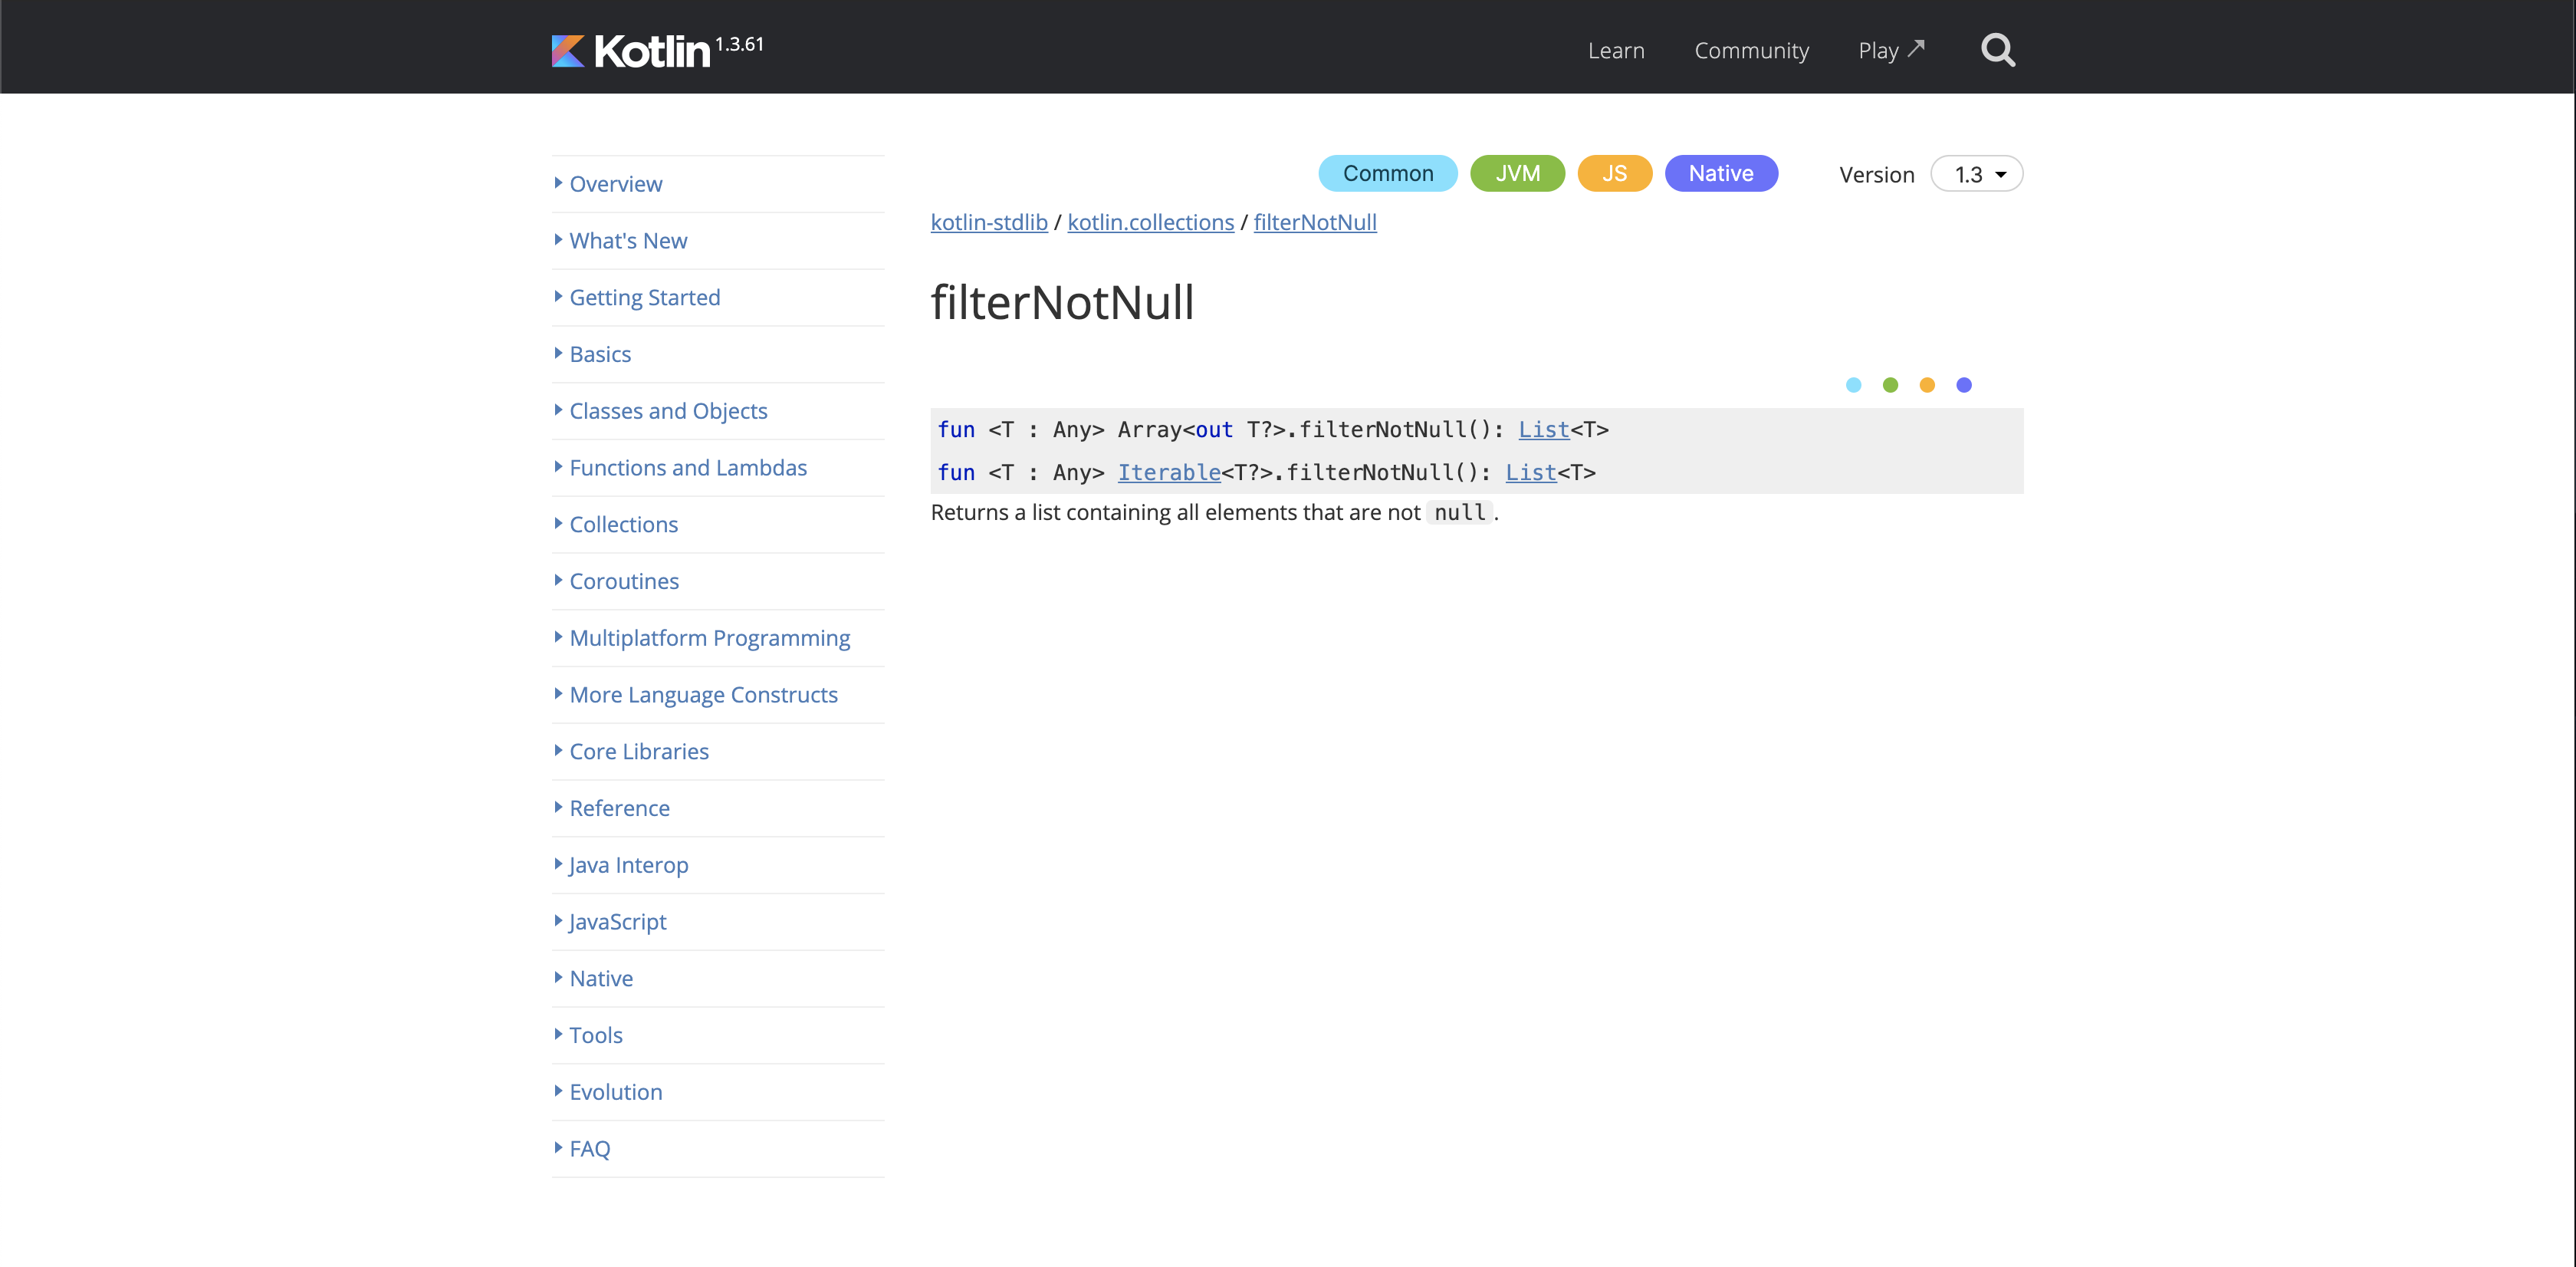 Kotlin 1.3.61
Learn Community Play
Overview
What's New
Getting Started
Basics
Classes and Objects
Functions and Lambdas
Collections
Coroutines
Multiplatform Programming
More Language Constructs
Core Libraries
Reference
Java Interop
JavaScript
Native
Tools
Evolution
FAQ
Common JVM JS Native Version 1.3
kotlin-stdlib / kotlin.collections / filterNotNull
filterNotNull
fun <T : Any> Array<out T?>.filterNotNull(): List<T>
fun <T : Any> Iterable<T?>.filterNotNull(): List<T>
Returns a list containing all elements that are not null.